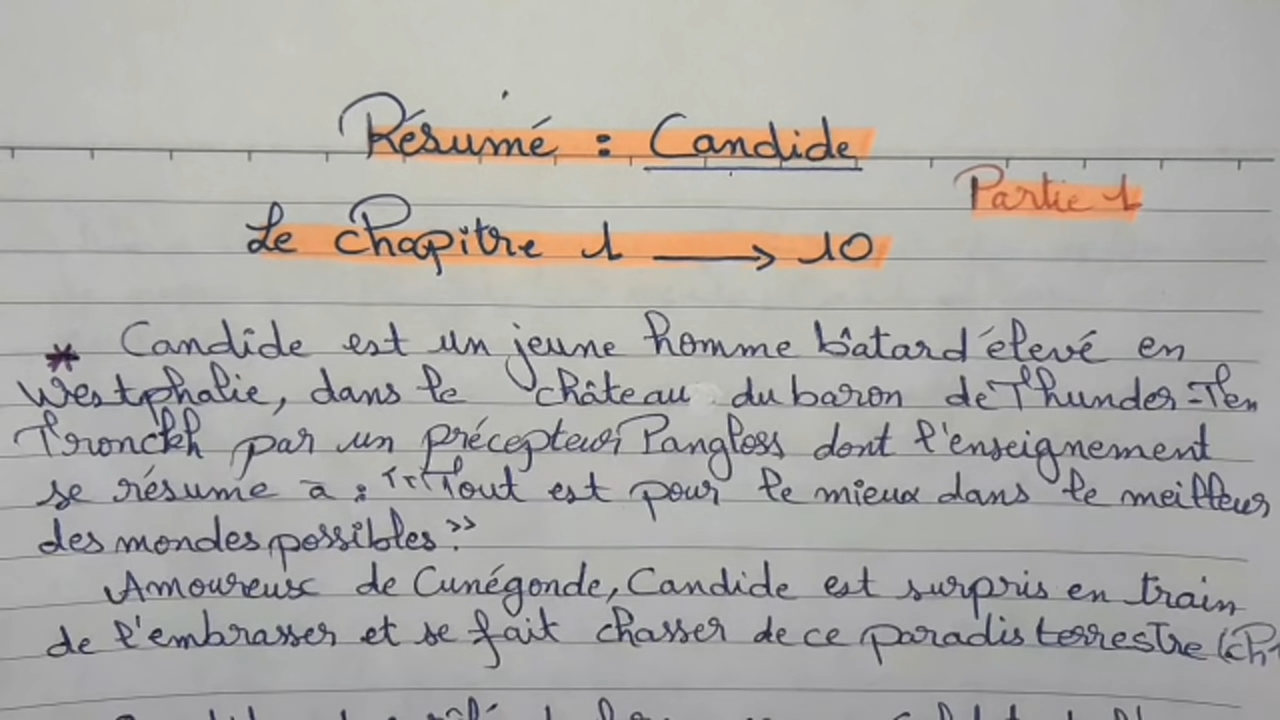 Résumé : Candide
Partie 1
Le chapitre 1 → 10
* Candide est un jeune homme bâtard élevé en
Westphalie, dans le château du baron de Thunder-Ten
Tronckh par un précepteur Pangloss dont l'enseignement
se résume à : "Tout est pour le mieux dans le meilleur
des mondes possibles."
Amoureux de Cunégonde, Candide est surpris en train
de l'embrasser et se fait chasser de ce paradis terrestre (ch1